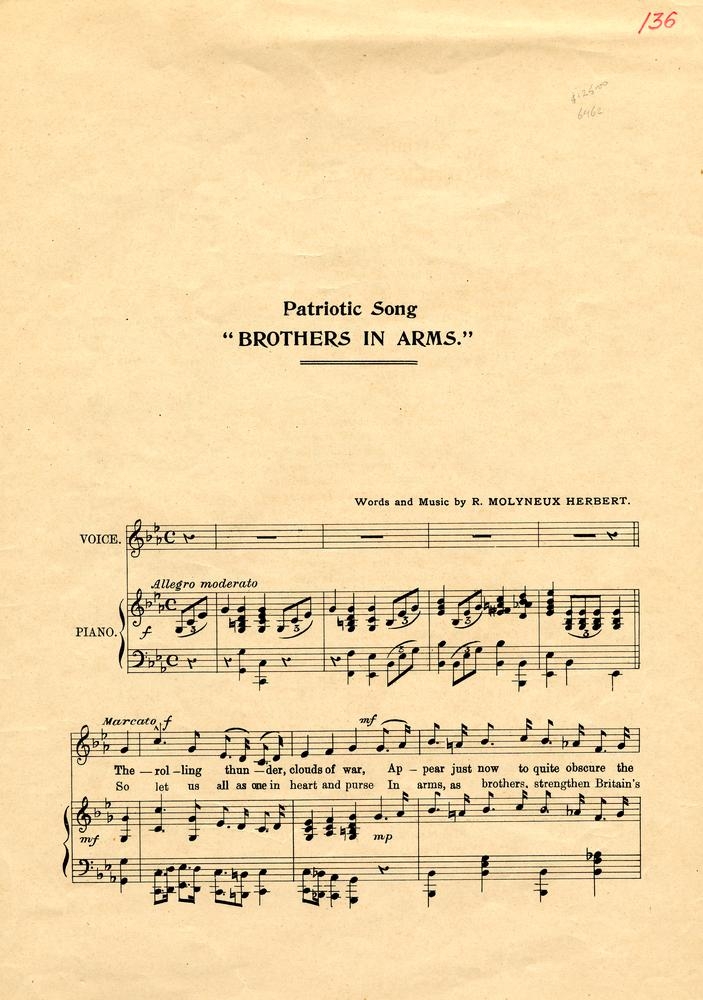 136
$125.00
6462
Patriotic Song
“BROTHERS IN ARMS.”
Words and Music by R. MOLYNEUX HERBERT.
VOICE.
Allegro moderato
PIANO.
f
3 3 3 3 3
Marcato f mf
The — rol – ling thun — der, clouds of war, Ap – pear just now to quite obscure the
So let us all as one in heart and purse In arms, as brothers, strengthen Britain's
mf mp